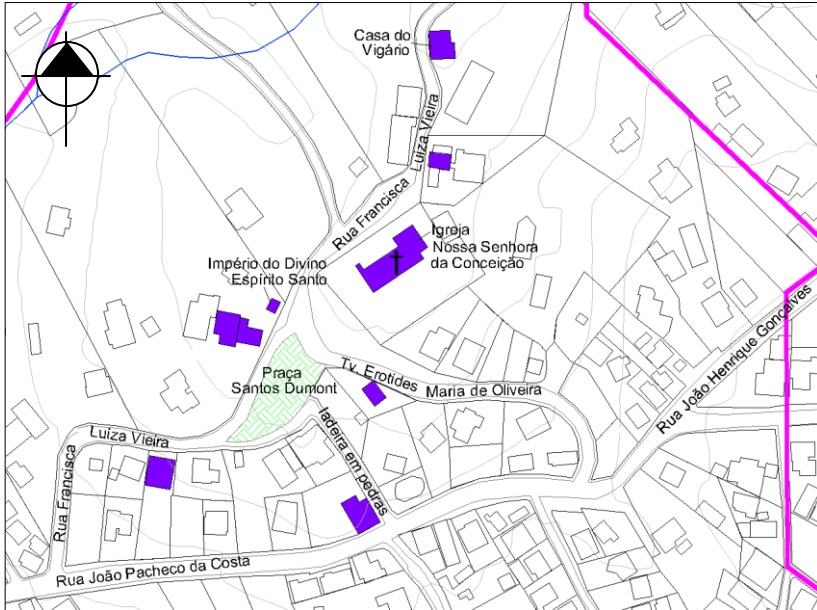 Casa do
Vigário
Luiza Vieira
Rua Francisca
Igreja
Nossa Senhora
da Conceição
Império do Divino
Espírito Santo
Rua João Henrique Gonçalves
Praça
Santos Dumont
Tv. Erotides
Maria de Oliveira
ladeira em pedras
Luiza Vieira
Rua Francisca
Rua João Pacheco da Costa